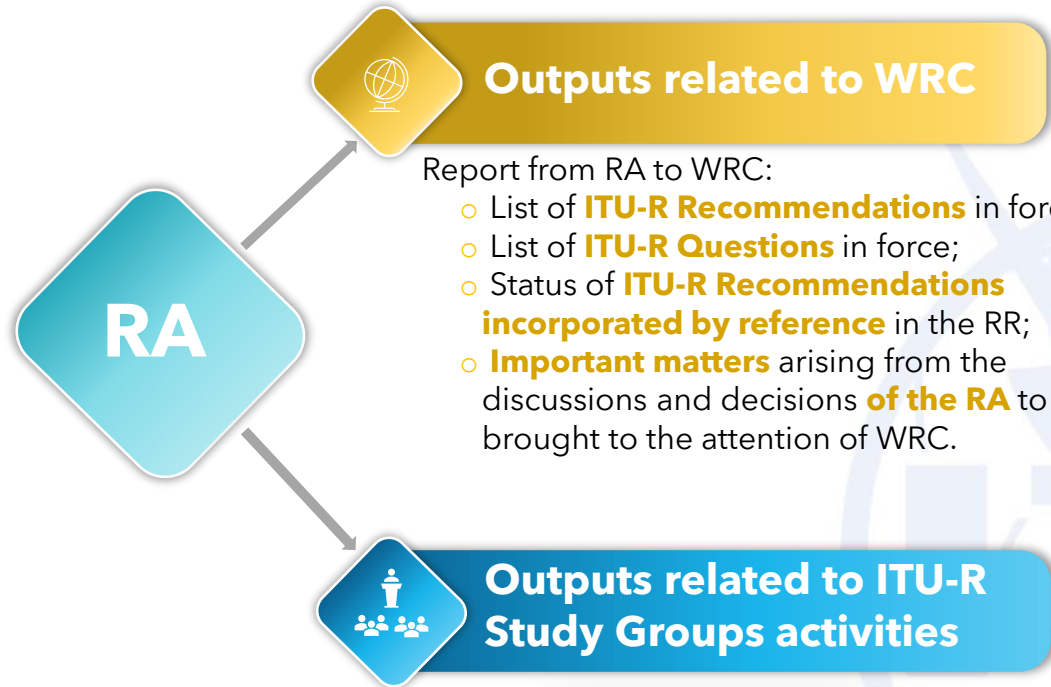 Outputs related to WRC
Report from RA to WRC:
○ List of ITU-R Recommendations in for
○ List of ITU-R Questions in force;
○ Status of ITU-R Recommendations
incorporated by reference in the RR;
○ Important matters arising from the
discussions and decisions of the RA to
brought to the attention of WRC.
RA
Outputs related to ITU-R
Study Groups activities